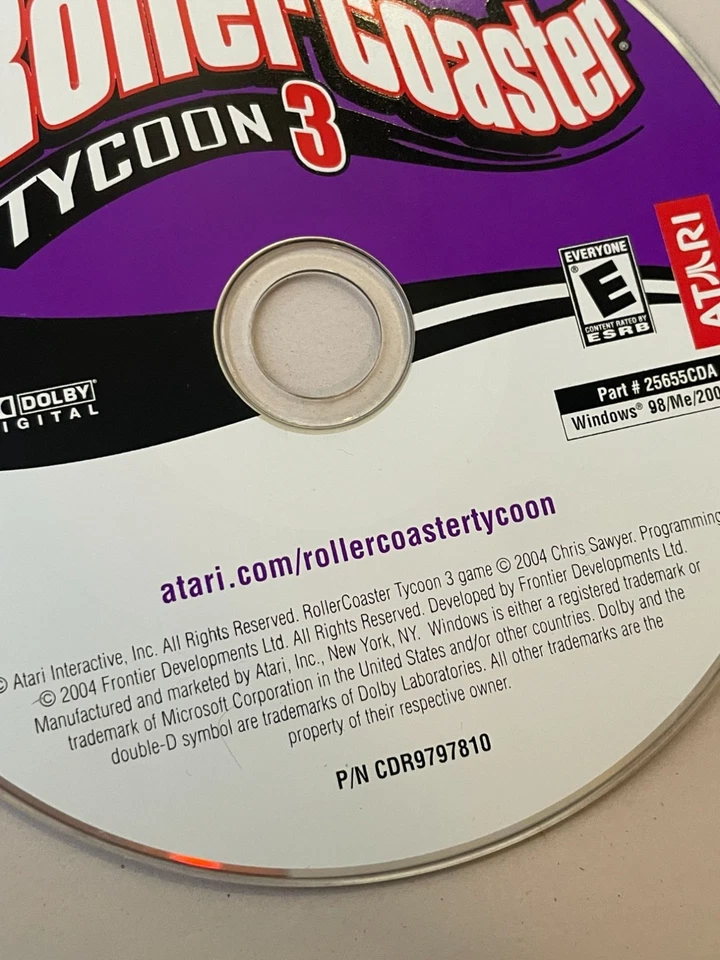 RollerCoaster®
TYCOON 3
EVERYONE
E®
CONTENT RATED BY
ESRB
ATARI
DOLBY®
DIGITAL
Part # 25655CDA
Windows® 98/Me/200
atari.com/rollercoastertycoon
© Atari Interactive, Inc. All Rights Reserved. RollerCoaster Tycoon 3 game © 2004 Chris Sawyer. Programming
© 2004 Frontier Developments Ltd. All Rights Reserved. Developed by Frontier Developments Ltd.
Manufactured and marketed by Atari, Inc., New York, NY. Windows is either a registered trademark or
trademark of Microsoft Corporation in the United States and/or other countries. Dolby and the
double-D symbol are trademarks of Dolby Laboratories. All other trademarks are the
property of their respective owner.
P/N CDR9797810